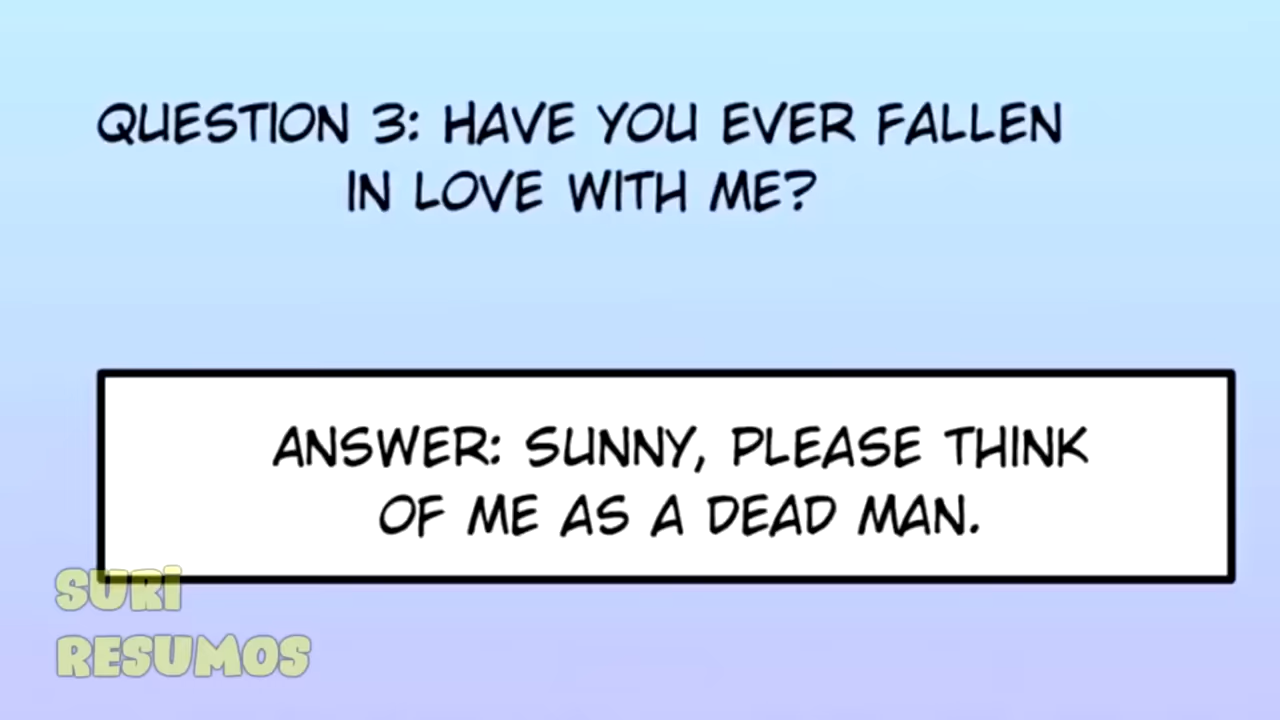 QUESTION 3: HAVE YOU EVER FALLEN
IN LOVE WITH ME?
ANSWER: SUNNY, PLEASE THINK
OF ME AS A DEAD MAN.
SURI
RESUMOS